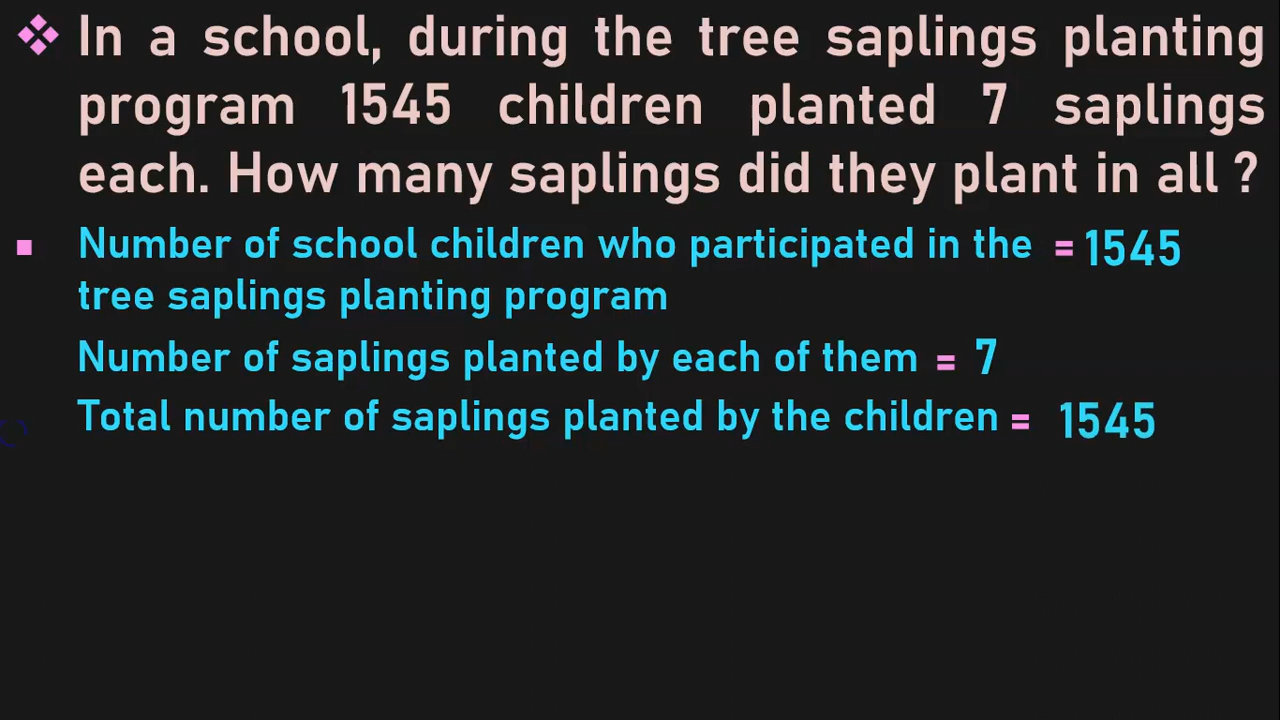 ❖ In a school, during the tree saplings planting
program 1545 children planted 7 saplings
each. How many saplings did they plant in all ?
▪ Number of school children who participated in the = 1545
tree saplings planting program
Number of saplings planted by each of them = 7
Total number of saplings planted by the children = 1545